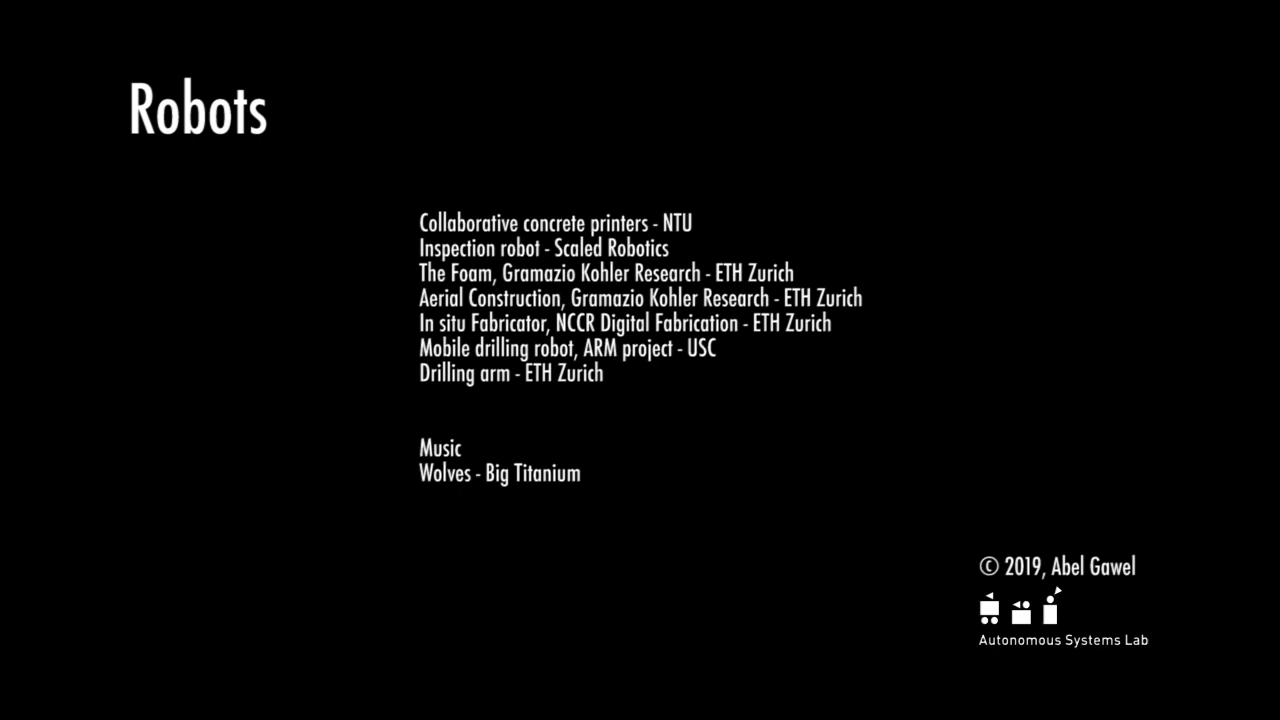 Robots
Collaborative concrete printers - NTU
Inspection robot - Scaled Robotics
The Foam, Gramazio Kohler Research - ETH Zurich
Aerial Construction, Gramazio Kohler Research - ETH Zurich
In situ Fabricator, NCCR Digital Fabrication - ETH Zurich
Mobile drilling robot, ARM project - USC
Drilling arm - ETH Zurich
Music
Wolves - Big Titanium
© 2019, Abel Gawel
Autonomous Systems Lab